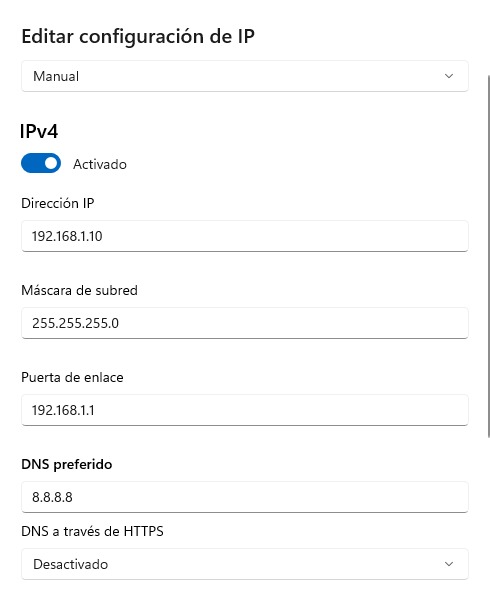 Editar configuración de IP
Manual
IPv4
Activado
Dirección IP
192.168.1.10
Máscara de subred
255.255.255.0
Puerta de enlace
192.168.1.1
DNS preferido
8.8.8.8
DNS a través de HTTPS
Desactivado